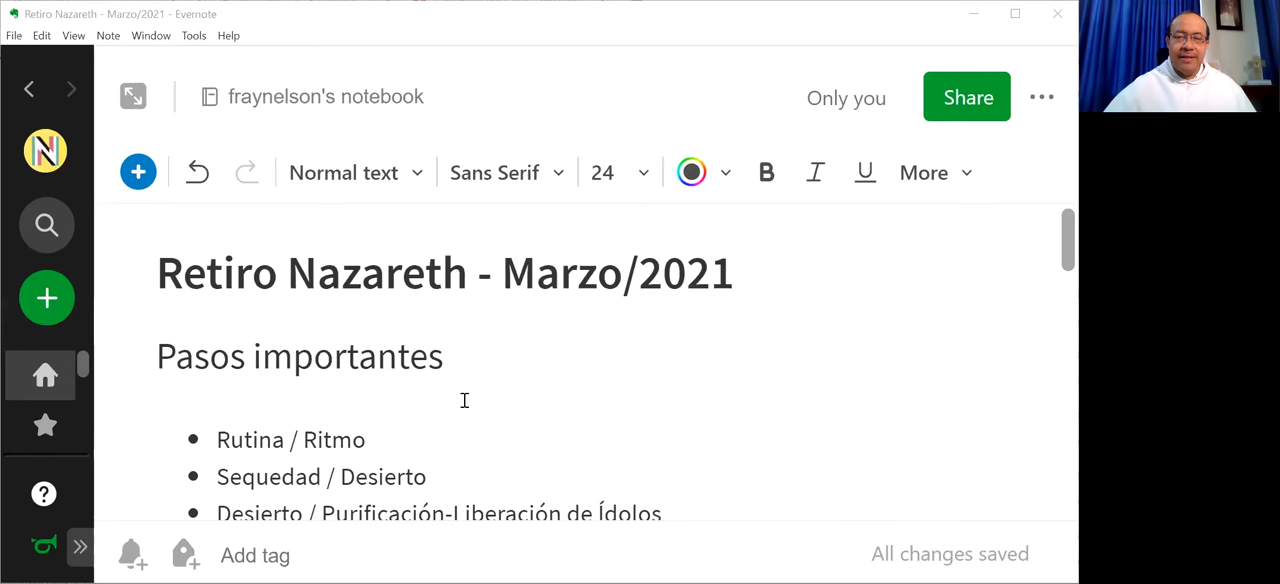 Retiro Nazareth - Marzo/2021 - Evernote
File Edit View Note Window Tools Help
fraynelson's notebook
Only you
Share
Normal text
Sans Serif
24
B I U More
Retiro Nazareth - Marzo/2021
Pasos importantes
Rutina / Ritmo
Sequedad / Desierto
Desierto / Purificación-Liberación de Ídolos
Add tag
All changes saved